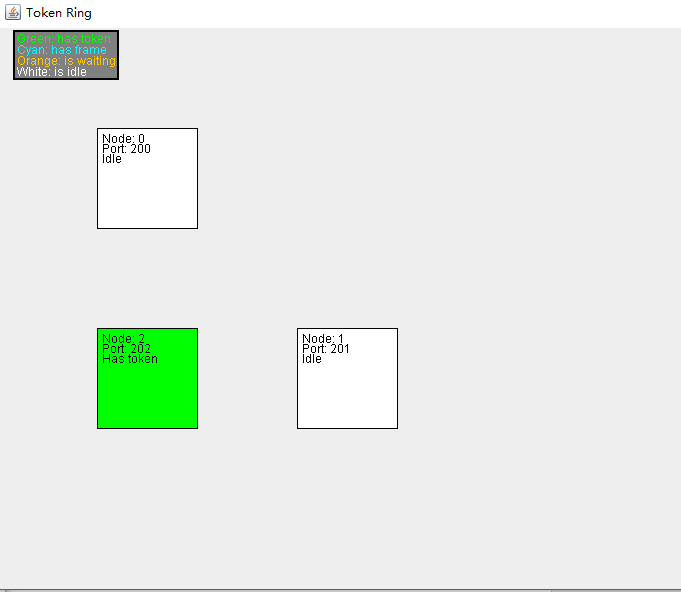 Token Ring
Green: has token
Cyan: has frame
Orange: is waiting
White: is idle
Node: 0
Port: 200
Idle
Node: 2
Port: 202
Has token
Node: 1
Port: 201
Idle